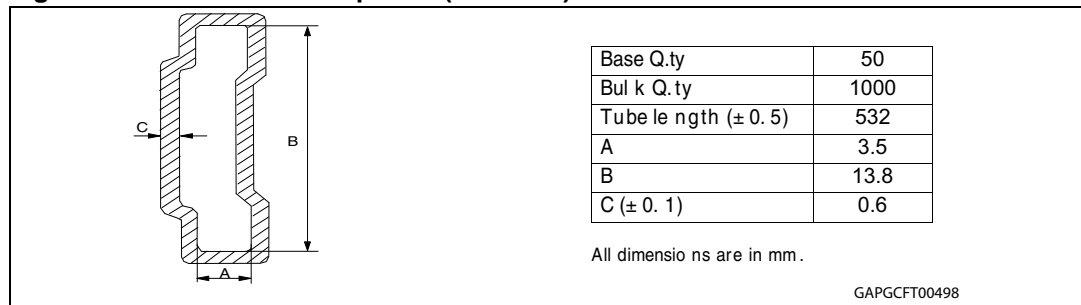 C
B
A
Base Q.ty 50
Bul k Q. ty 1000
Tube le ngth (± 0. 5) 532
A 3.5
B 13.8
C (± 0. 1) 0.6
All dimensio ns are in mm .
GAPGCFT00498